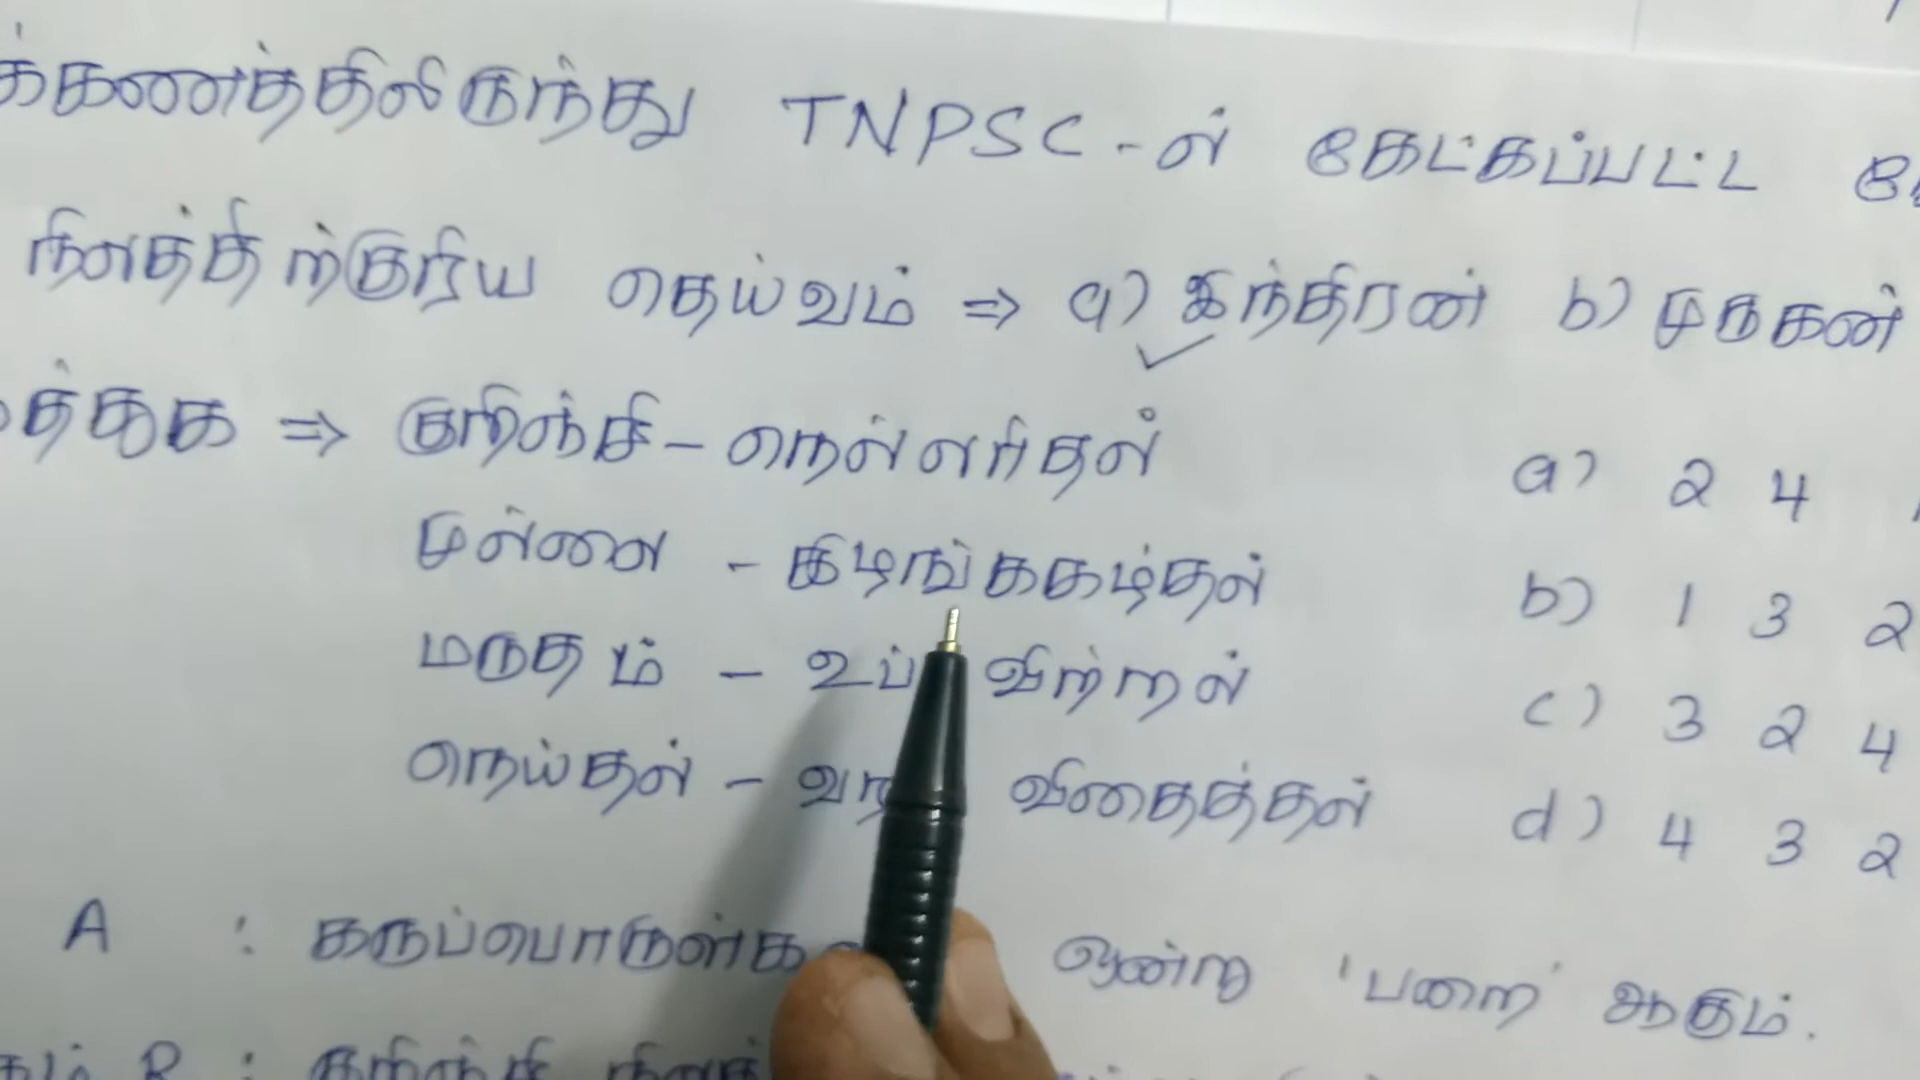 க்கணத்திலிருந்து TNPSC-ல் கேட்கப்பட்ட
நிலத்திற்குரிய தெய்வம் ⇒ a) இந்திரன் b) முருகன்
த்துக ⇒ குறிஞ்சி - நெல்லரிதல் a) 2 4
முல்லை - கிழங்ககழ்தல் b) 1 3 2
மருதம் - உப் விற்றல் c) 3 2 4
நெய்தல் - விதைத்தல் d) 4 3 2
A : கருப்பொருள்க ஒன்று 'பறை' ஆகும்.
R : குறிஞ்சி